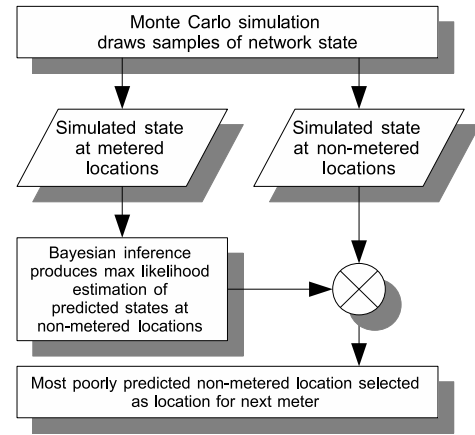 Monte Carlo simulation
draws samples of network state
Simulated state
at metered
locations
Simulated state
at non-metered
locations
Bayesian inference
produces max likelihood
estimation of
predicted states at
non-metered locations
Most poorly predicted non-metered location selected
as location for next meter